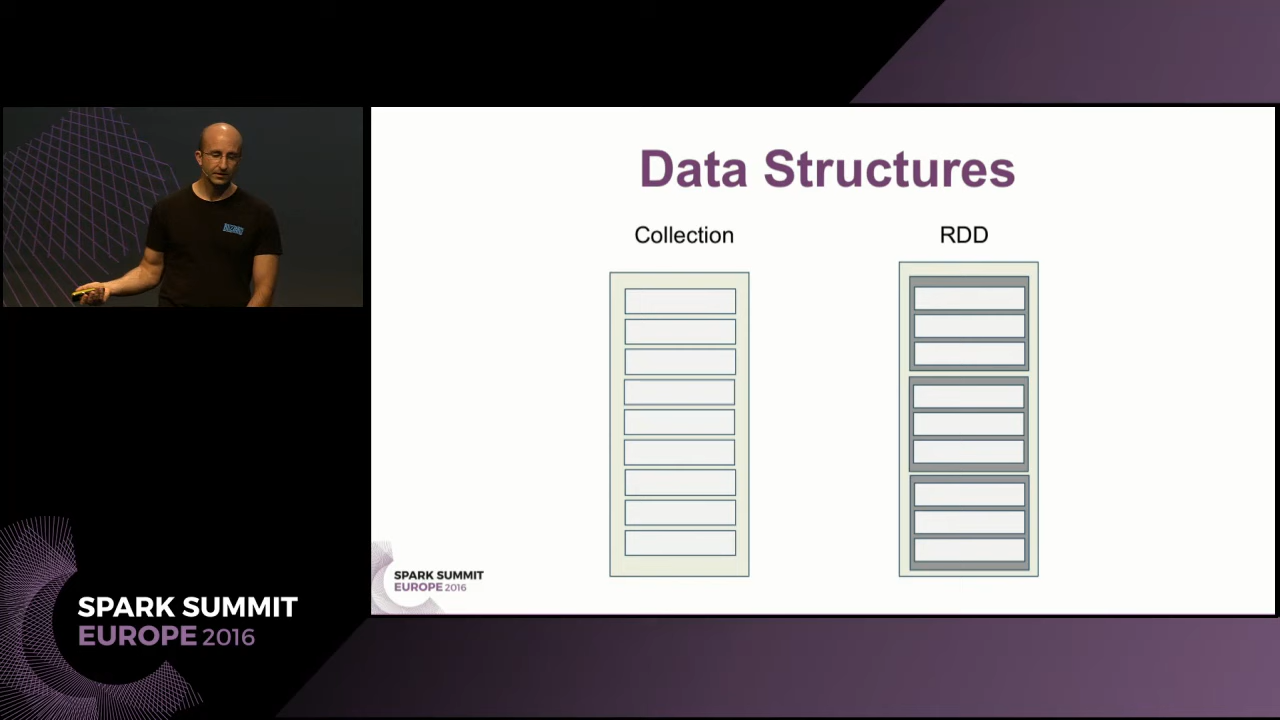 Data Structures
Collection
RDD
SPARK SUMMIT
EUROPE 2016
SPARK SUMMIT
EUROPE 2016